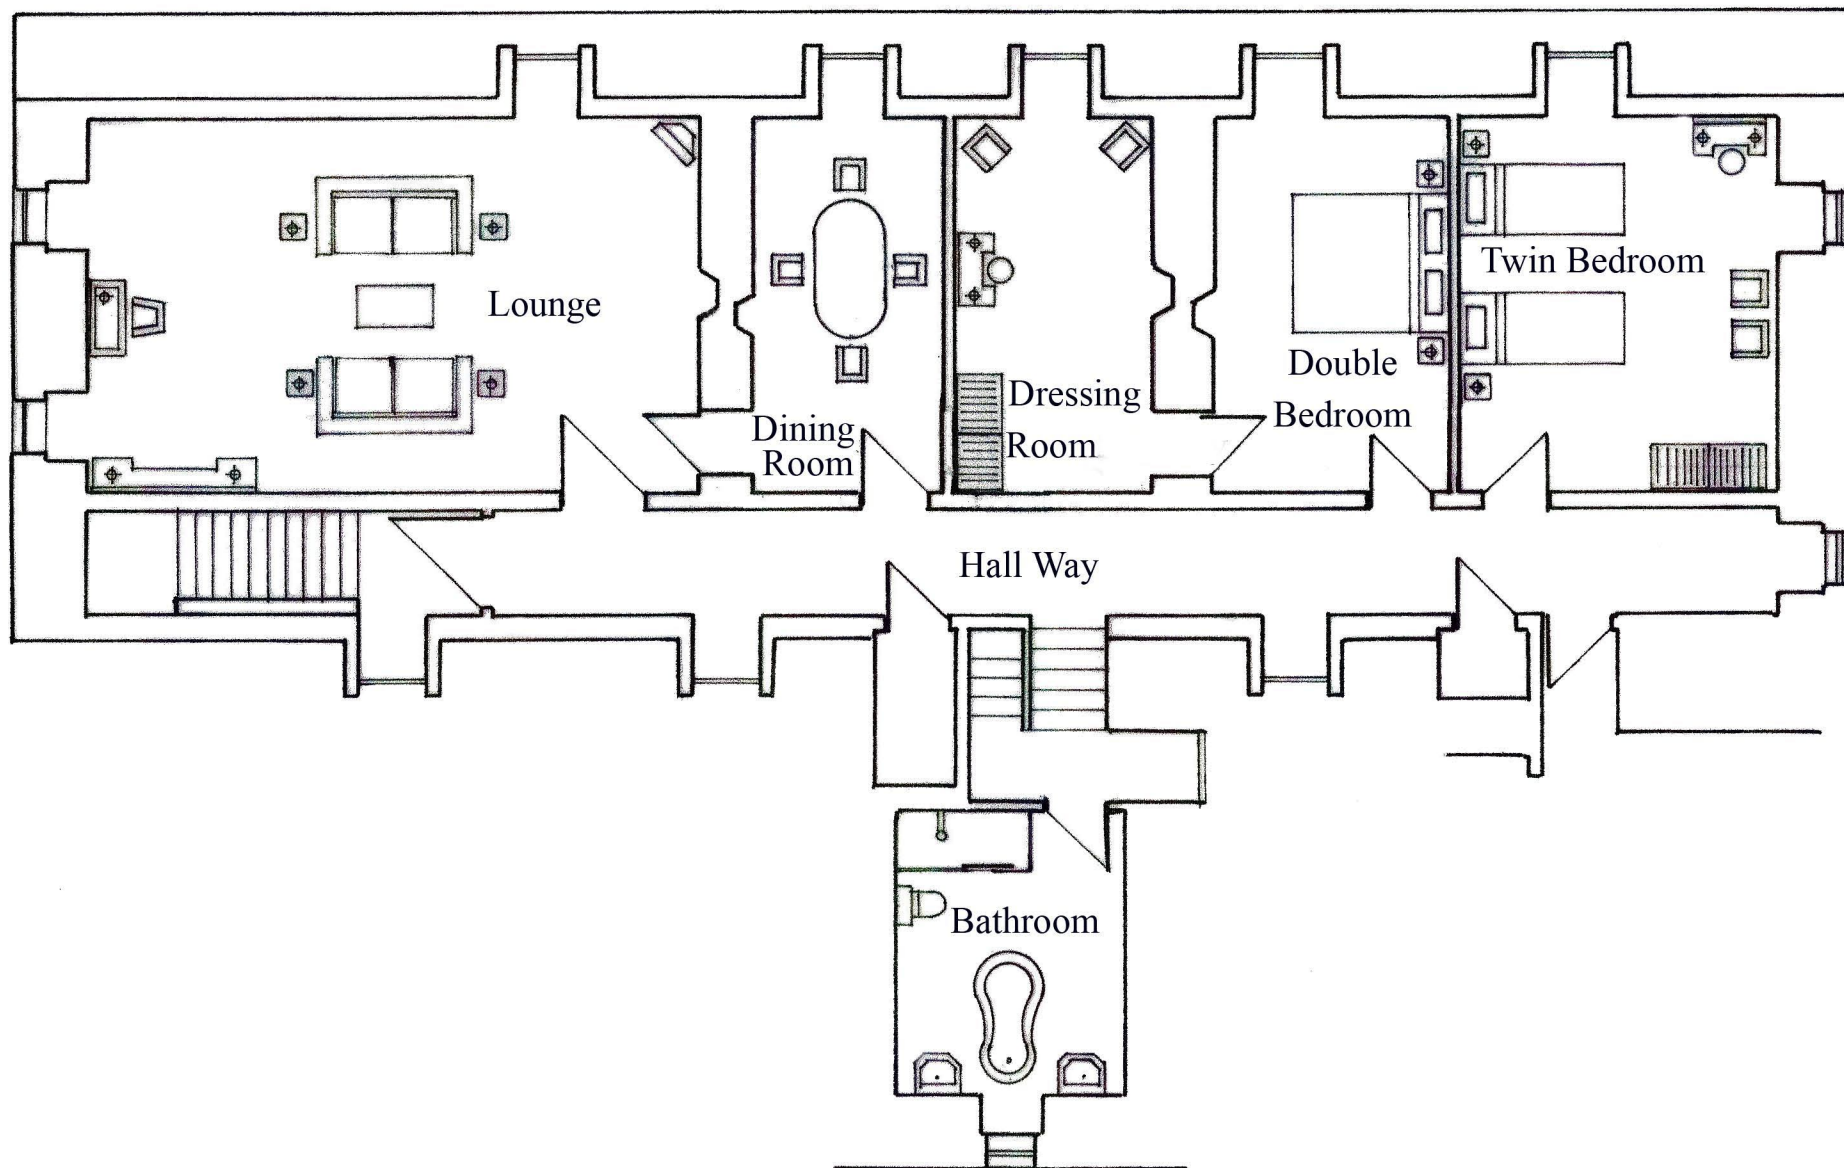 Lounge
Dining
Room
Dressing
Room
Double
Bedroom
Twin Bedroom
Hall Way
Bathroom